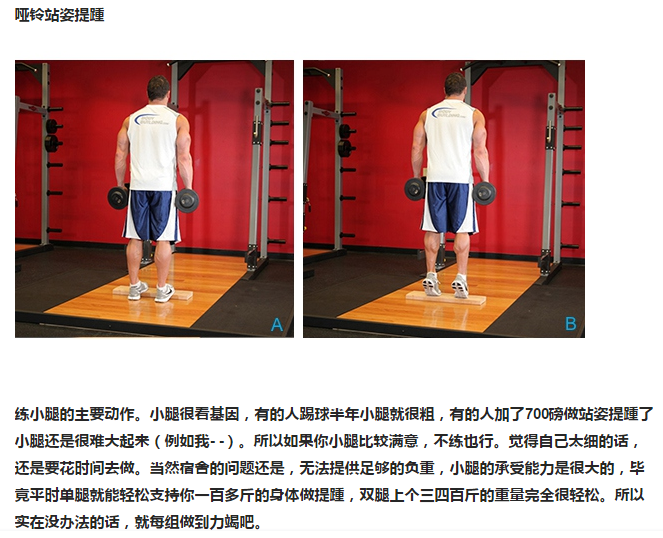 哑铃站姿提踵
A
B
练小腿的主要动作。小腿很看基因，有的人踢球半年小腿就很粗，有的人加了700磅做站姿提踵了
小腿还是很难大起来（例如我- -）。所以如果你小腿比较满意，不练也行。觉得自己太细的话，
还是要花时间去做。当然宿舍的问题还是，无法提供足够的负重，小腿的承受能力是很大的，毕
竟平时单腿就能轻松支持你一百多斤的身体做提踵，双腿上个三四百斤的重量完全很轻松。所以
实在没办法的话，就每组做到力竭吧。